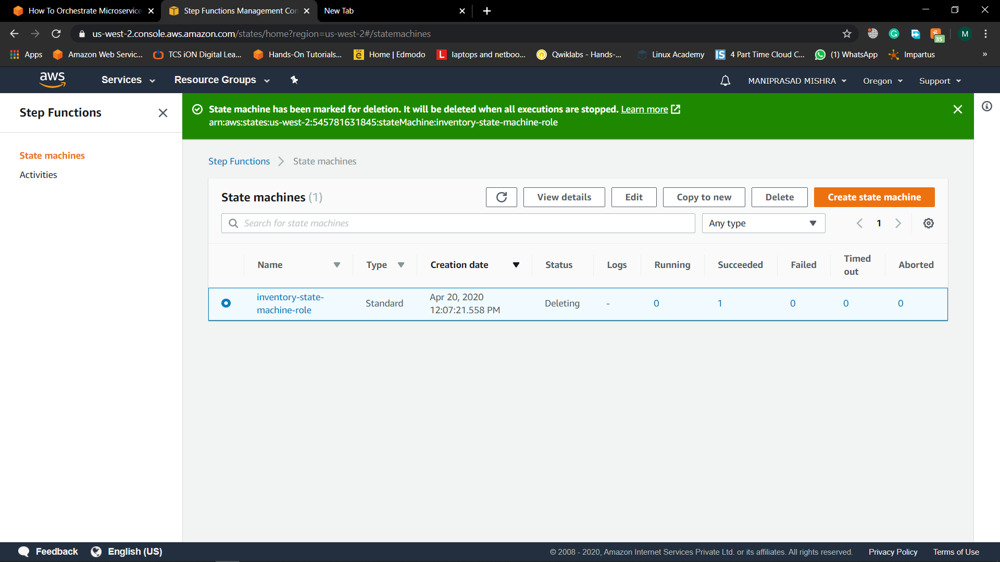 How To Orchestrate Microservice
Step Functions Management Con
New Tab
us-west-2.console.aws.amazon.com/states/home?region=us-west-2#/statemachines
35
M
Apps
Amazon Web Servic...
TCS iON Digital Lea...
Hands-On Tutorials...
Home | Edmodo
laptops and netboo...
Qwiklabs - Hands-...
Linux Academy
4 Part Time Cloud C...
(1) WhatsApp
Impartus
»
aws
Services
Resource Groups
MANIPRASAD MISHRA
Oregon
Support
Step Functions
State machines
Activities
State machine has been marked for deletion. It will be deleted when all executions are stopped. Learn more
arn:aws:states:us-west-2:545781631845:stateMachine:inventory-state-machine-role
Step Functions > State machines
State machines (1)
View details
Edit
Copy to new
Delete
Create state machine
Search for state machines
Any type
1
Name
Type
Creation date
Status
Logs
Running
Succeeded
Failed
Timed out
Aborted
inventory-state-
machine-role
Standard
Apr 20, 2020
12:07:21.558 PM
Deleting
-
0
1
0
0
0
Feedback
English (US)
© 2008 - 2020, Amazon Internet Services Private Ltd. or its affiliates. All rights reserved.
Privacy Policy
Terms of Use